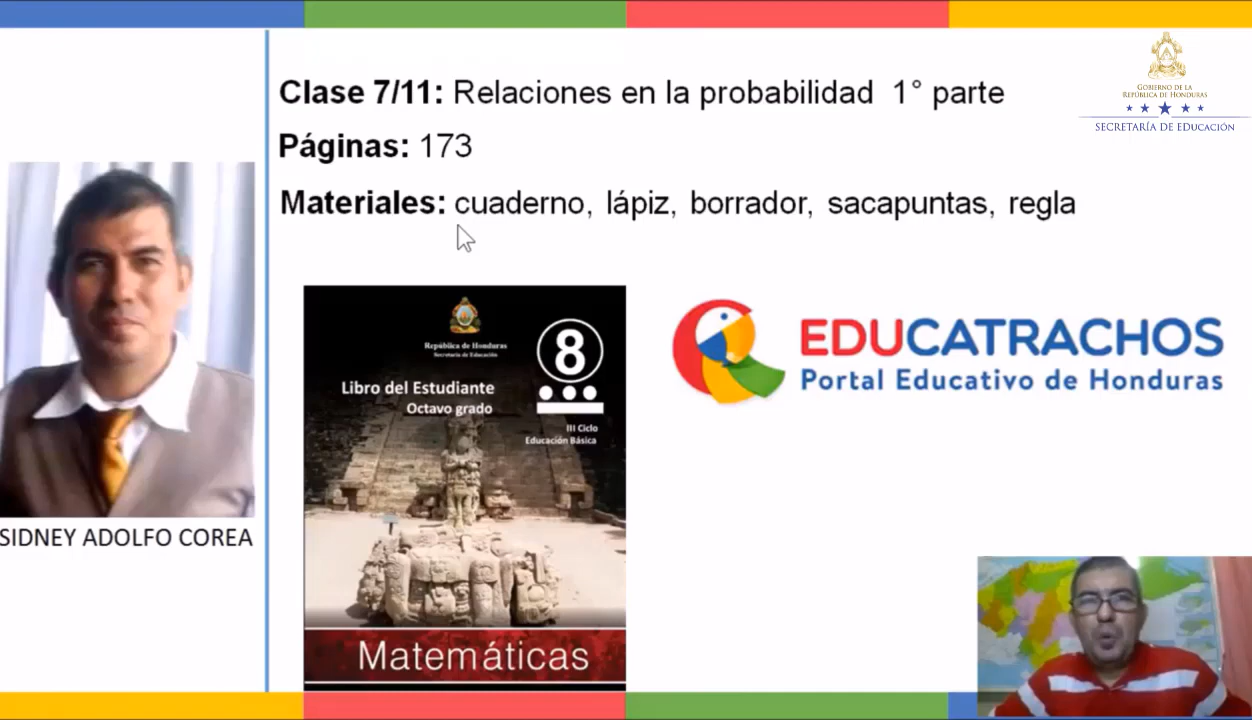 Clase 7/11: Relaciones en la probabilidad 1° parte
Páginas: 173
Materiales: cuaderno, lápiz, borrador, sacapuntas, regla
GOBIERNO DE LA
REPÚBLICA DE HONDURAS
SECRETARÍA DE EDUCACIÓN
SIDNEY ADOLFO COREA
República de Honduras
Secretaría de Educación
8
Libro del Estudiante
Octavo grado
III Ciclo
Educación Básica
Matemáticas
EDUCATRACHOS
Portal Educativo de Honduras